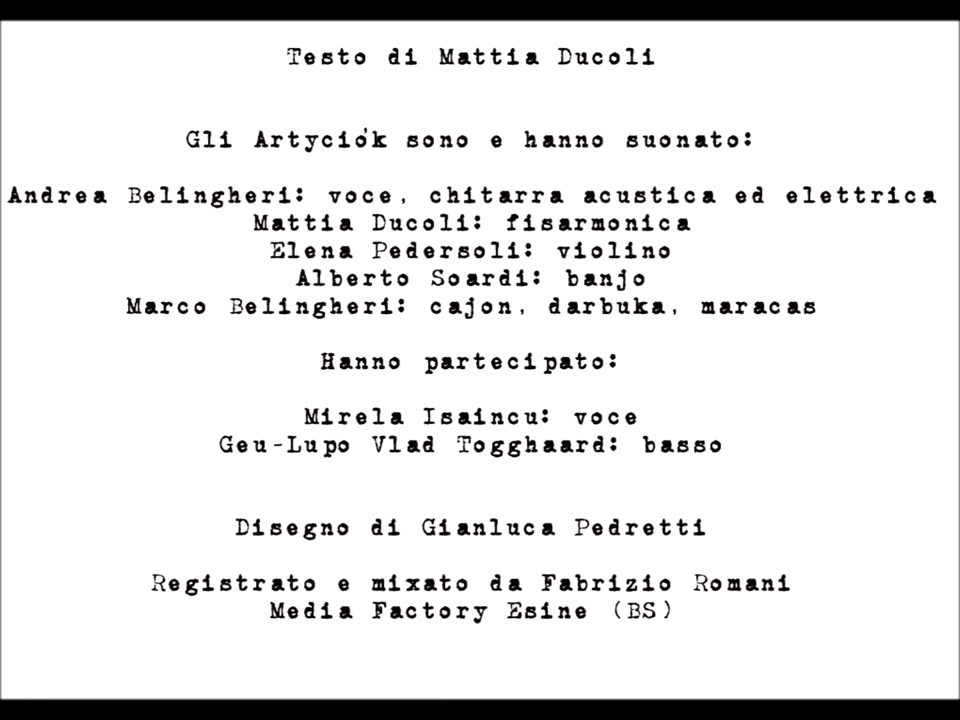 Testo di Mattia Ducoli
Gli Artyciò'k sono e hanno suonato:
Andrea Belingheri: voce, chitarra acustica ed elettrica
Mattia Ducoli: fisarmonica
Elena Pedersoli: violino
Alberto Soardi: banjo
Marco Belingheri: cajon, darbuka, maracas
Hanno partecipato:
Mirela Isaincu: voce
Geu-Lupo Vlad Togghaard: basso
Disegno di Gianluca Pedretti
Registrato e mixato da Fabrizio Romani
Media Factory Esine (BS)